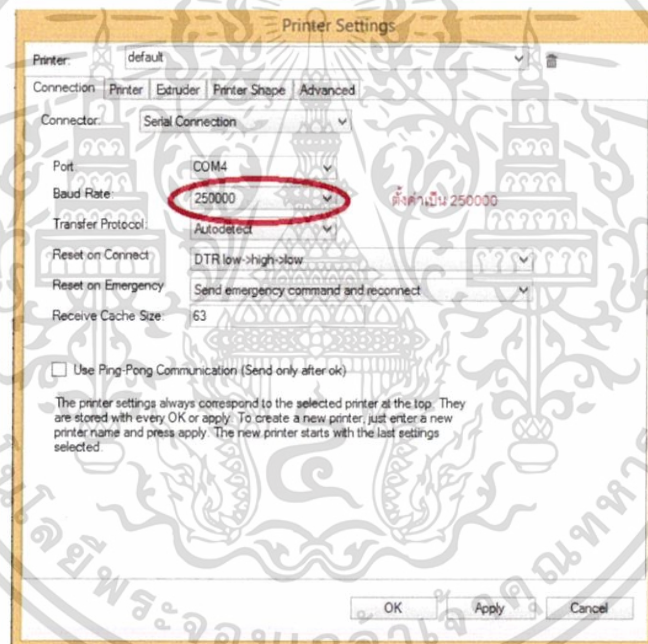 Printer Settings
Printer: default
Connection Printer Extruder Printer Shape Advanced
Connector: Serial Connection
Port: COM4
Baud Rate: 250000 ตั้งค่าเป็น 250000
Transfer Protocol: Autodetect
Reset on Connect DTR low->high->low
Reset on Emergency Send emergency command and reconnect
Receive Cache Size: 63
Use Ping-Pong Communication (Send only after ok)
The printer settings always correspond to the selected printer at the top. They
are stored with every OK or apply. To create a new printer, just enter a new
printer name and press apply. The new printer starts with the last settings
selected.
OK Apply Cancel